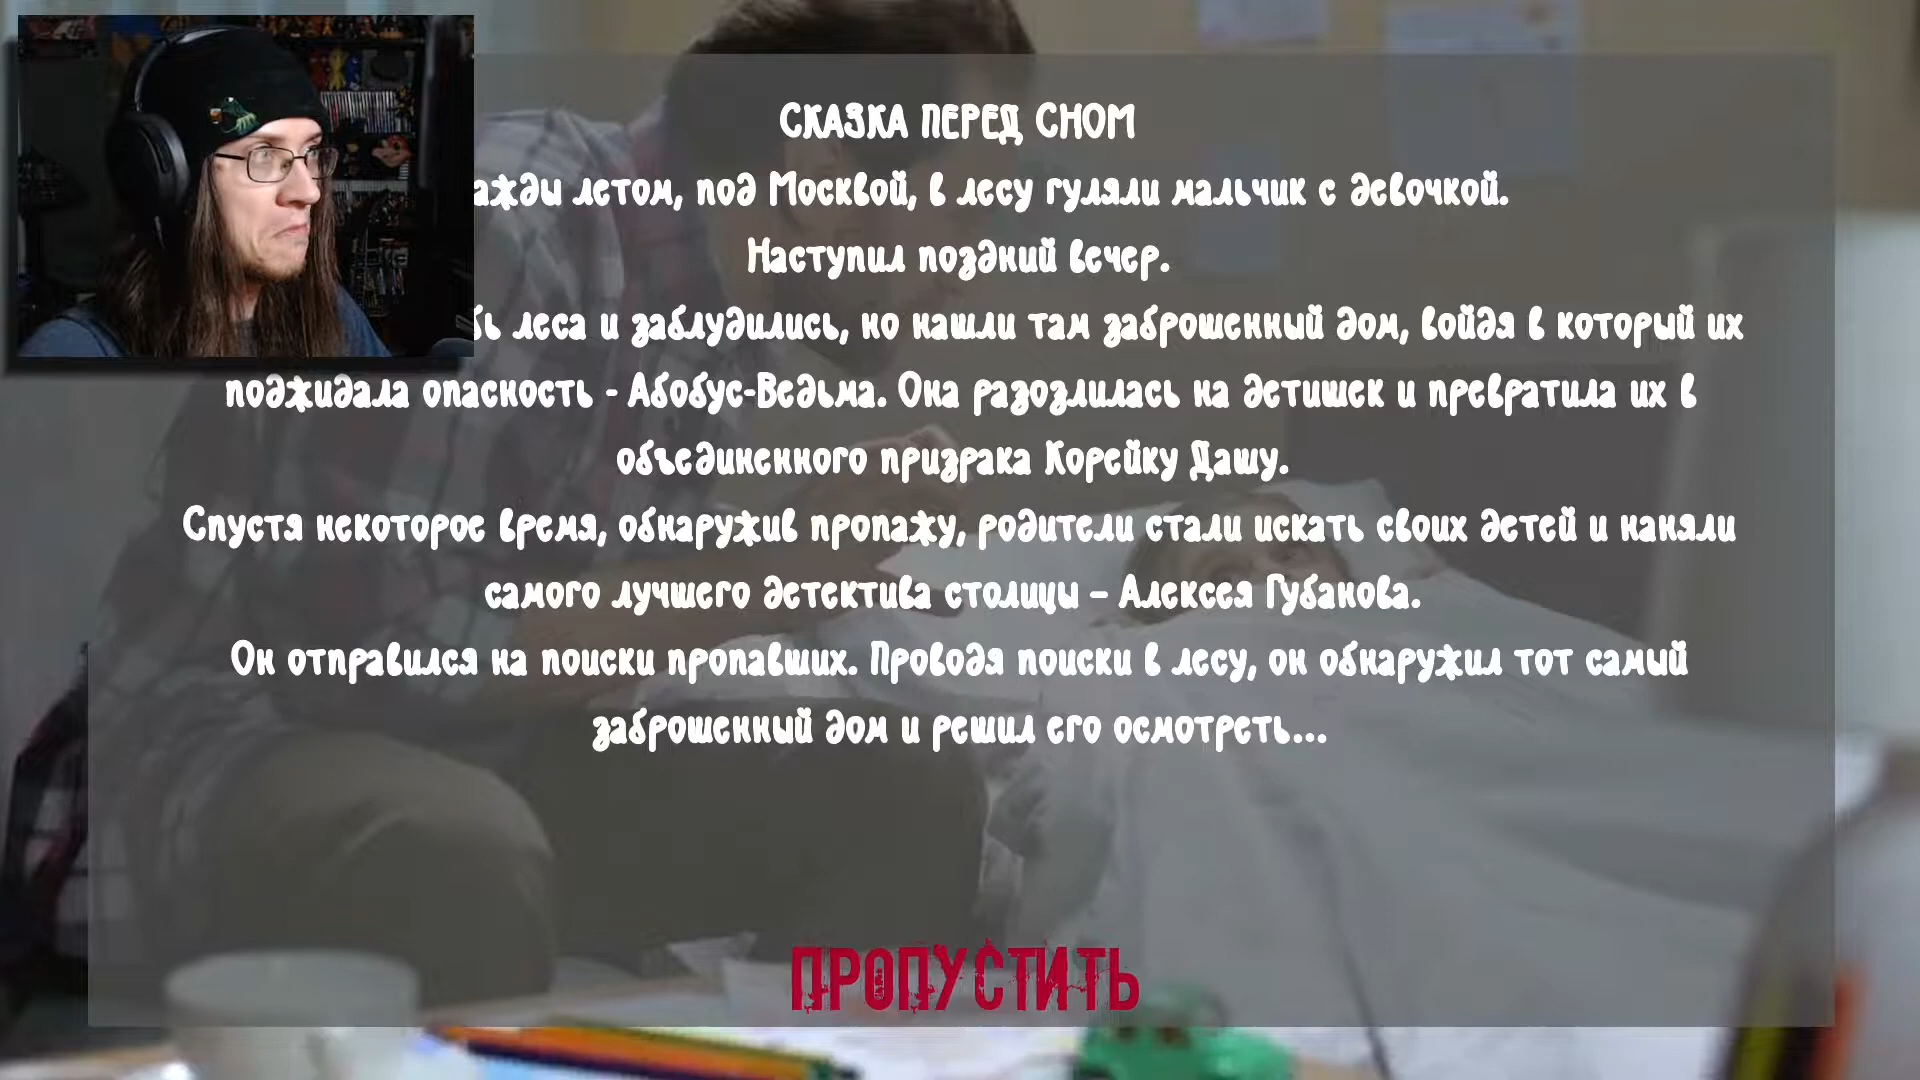 СКАЗКА ПЕРЕД СНОМ
летом, под Москвой, в лесу гуляли мальчик с девочкой.
Наступил поздний вечер.
леса и заблудились, но нашли там заброшенный дом, войдя в который их
поджидала опасность - Абобус-Ведьма. Она разозлилась на детишек и превратила их в
объединенного призрака Корейку Дашу.
Спустя некоторое время, обнаружив пропажу, родители стали искать своих детей и наняли
самого лучшего детектива столицы – Алексея Губанова.
Он отправился на поиски пропавших. Проводя поиски в лесу, он обнаружил тот самый
заброшенный дом и решил его осмотреть...
ПРОПУСТИТЬ